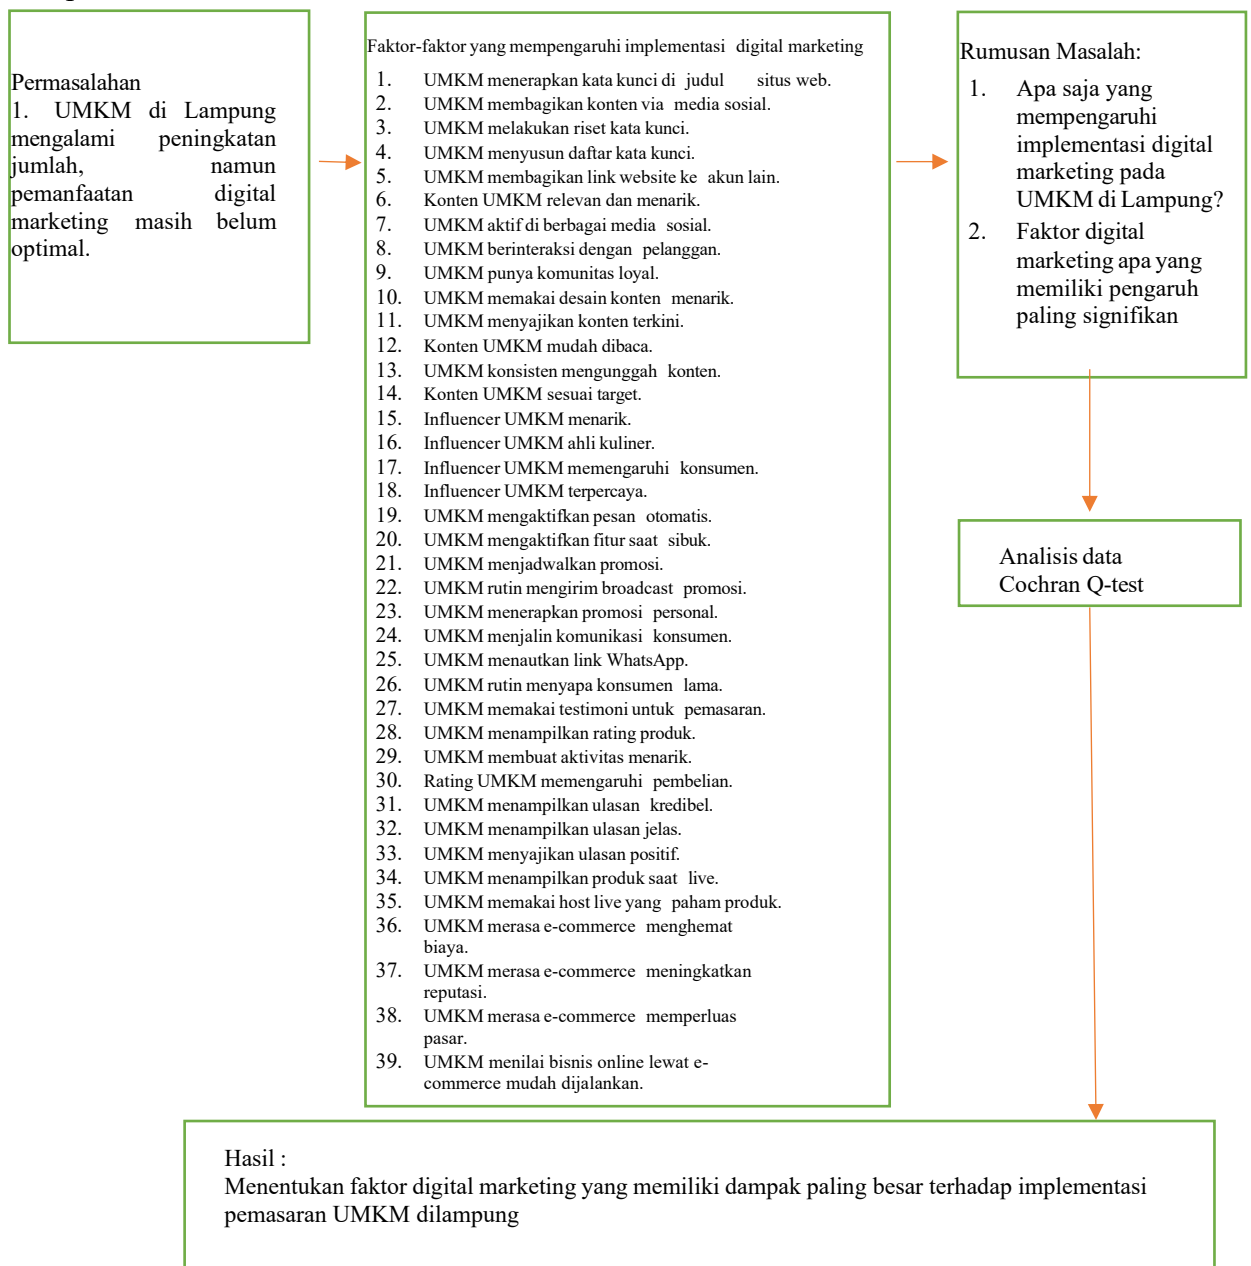 Permasalahan
1. UMKM di Lampung
mengalami peningkatan
jumlah, namun
pemanfaatan digital
marketing masih belum
optimal.
Faktor-faktor yang mempengaruhi implementasi digital marketing
1. UMKM menerapkan kata kunci di judul situs web.
2. UMKM membagikan konten via media sosial.
3. UMKM melakukan riset kata kunci.
4. UMKM menyusun daftar kata kunci.
5. UMKM membagikan link website ke akun lain.
6. Konten UMKM relevan dan menarik.
7. UMKM aktif di berbagai media sosial.
8. UMKM berinteraksi dengan pelanggan.
9. UMKM punya komunitas loyal.
10. UMKM memakai desain konten menarik.
11. UMKM menyajikan konten terkini.
12. Konten UMKM mudah dibaca.
13. UMKM konsisten mengunggah konten.
14. Konten UMKM sesuai target.
15. Influencer UMKM menarik.
16. Influencer UMKM ahli kuliner.
17. Influencer UMKM memengaruhi konsumen.
18. Influencer UMKM terpercaya.
19. UMKM mengaktifkan pesan otomatis.
20. UMKM mengaktifkan fitur saat sibuk.
21. UMKM menjadwalkan promosi.
22. UMKM rutin mengirim broadcast promosi.
23. UMKM menerapkan promosi personal.
24. UMKM menjalin komunikasi konsumen.
25. UMKM menautkan link WhatsApp.
26. UMKM rutin menyapa konsumen lama.
27. UMKM memakai testimoni untuk pemasaran.
28. UMKM menampilkan rating produk.
29. UMKM membuat aktivitas menarik.
30. Rating UMKM memengaruhi pembelian.
31. UMKM menampilkan ulasan kredibel.
32. UMKM menampilkan ulasan jelas.
33. UMKM menyajikan ulasan positif.
34. UMKM menampilkan produk saat live.
35. UMKM memakai host live yang paham produk.
36. UMKM merasa e-commerce menghemat
biaya.
37. UMKM merasa e-commerce meningkatkan
reputasi.
38. UMKM merasa e-commerce memperluas
pasar.
39. UMKM menilai bisnis online lewat e-
commerce mudah dijalankan.
Rumusan Masalah:
1. Apa saja yang
mempengaruhi
implementasi digital
marketing pada
UMKM di Lampung?
2. Faktor digital
marketing apa yang
memiliki pengaruh
paling signifikan
Analisis data
Cochran Q-test
Hasil :
Menentukan faktor digital marketing yang memiliki dampak paling besar terhadap implementasi
pemasaran UMKM dilampung